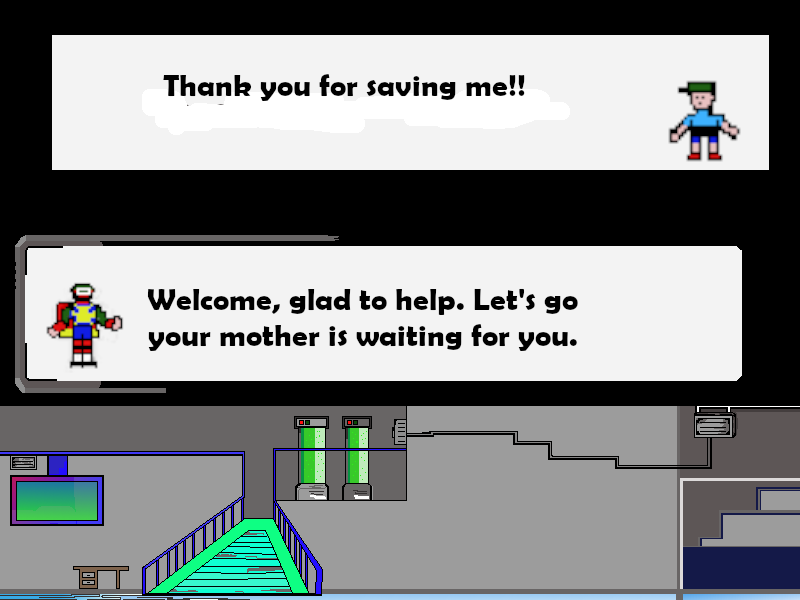 Thank you for saving me!!
Welcome, glad to help. Let's go
your mother is waiting for you.